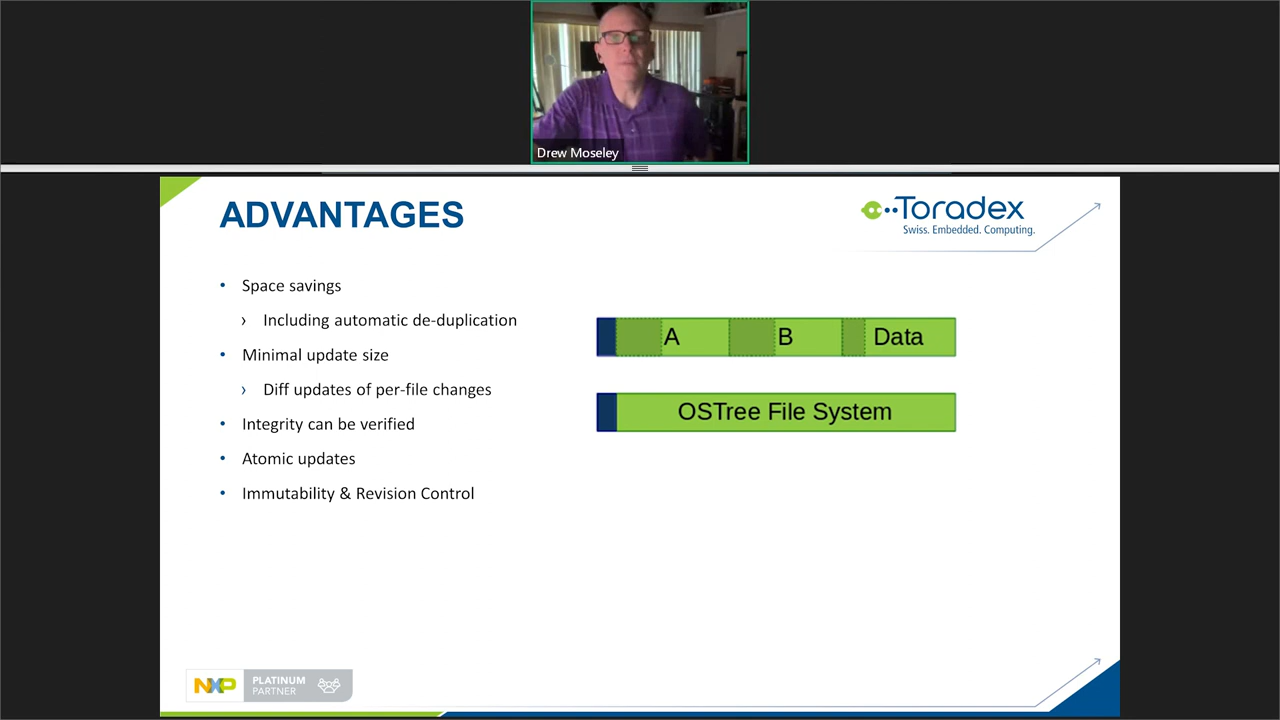 Drew Moseley
ADVANTAGES
Toradex
Swiss. Embedded. Computing.
• Space savings
› Including automatic de-duplication
• Minimal update size
› Diff updates of per-file changes
• Integrity can be verified
• Atomic updates
• Immutability & Revision Control
A B Data
OSTree File System
NXP PLATINUM
PARTNER